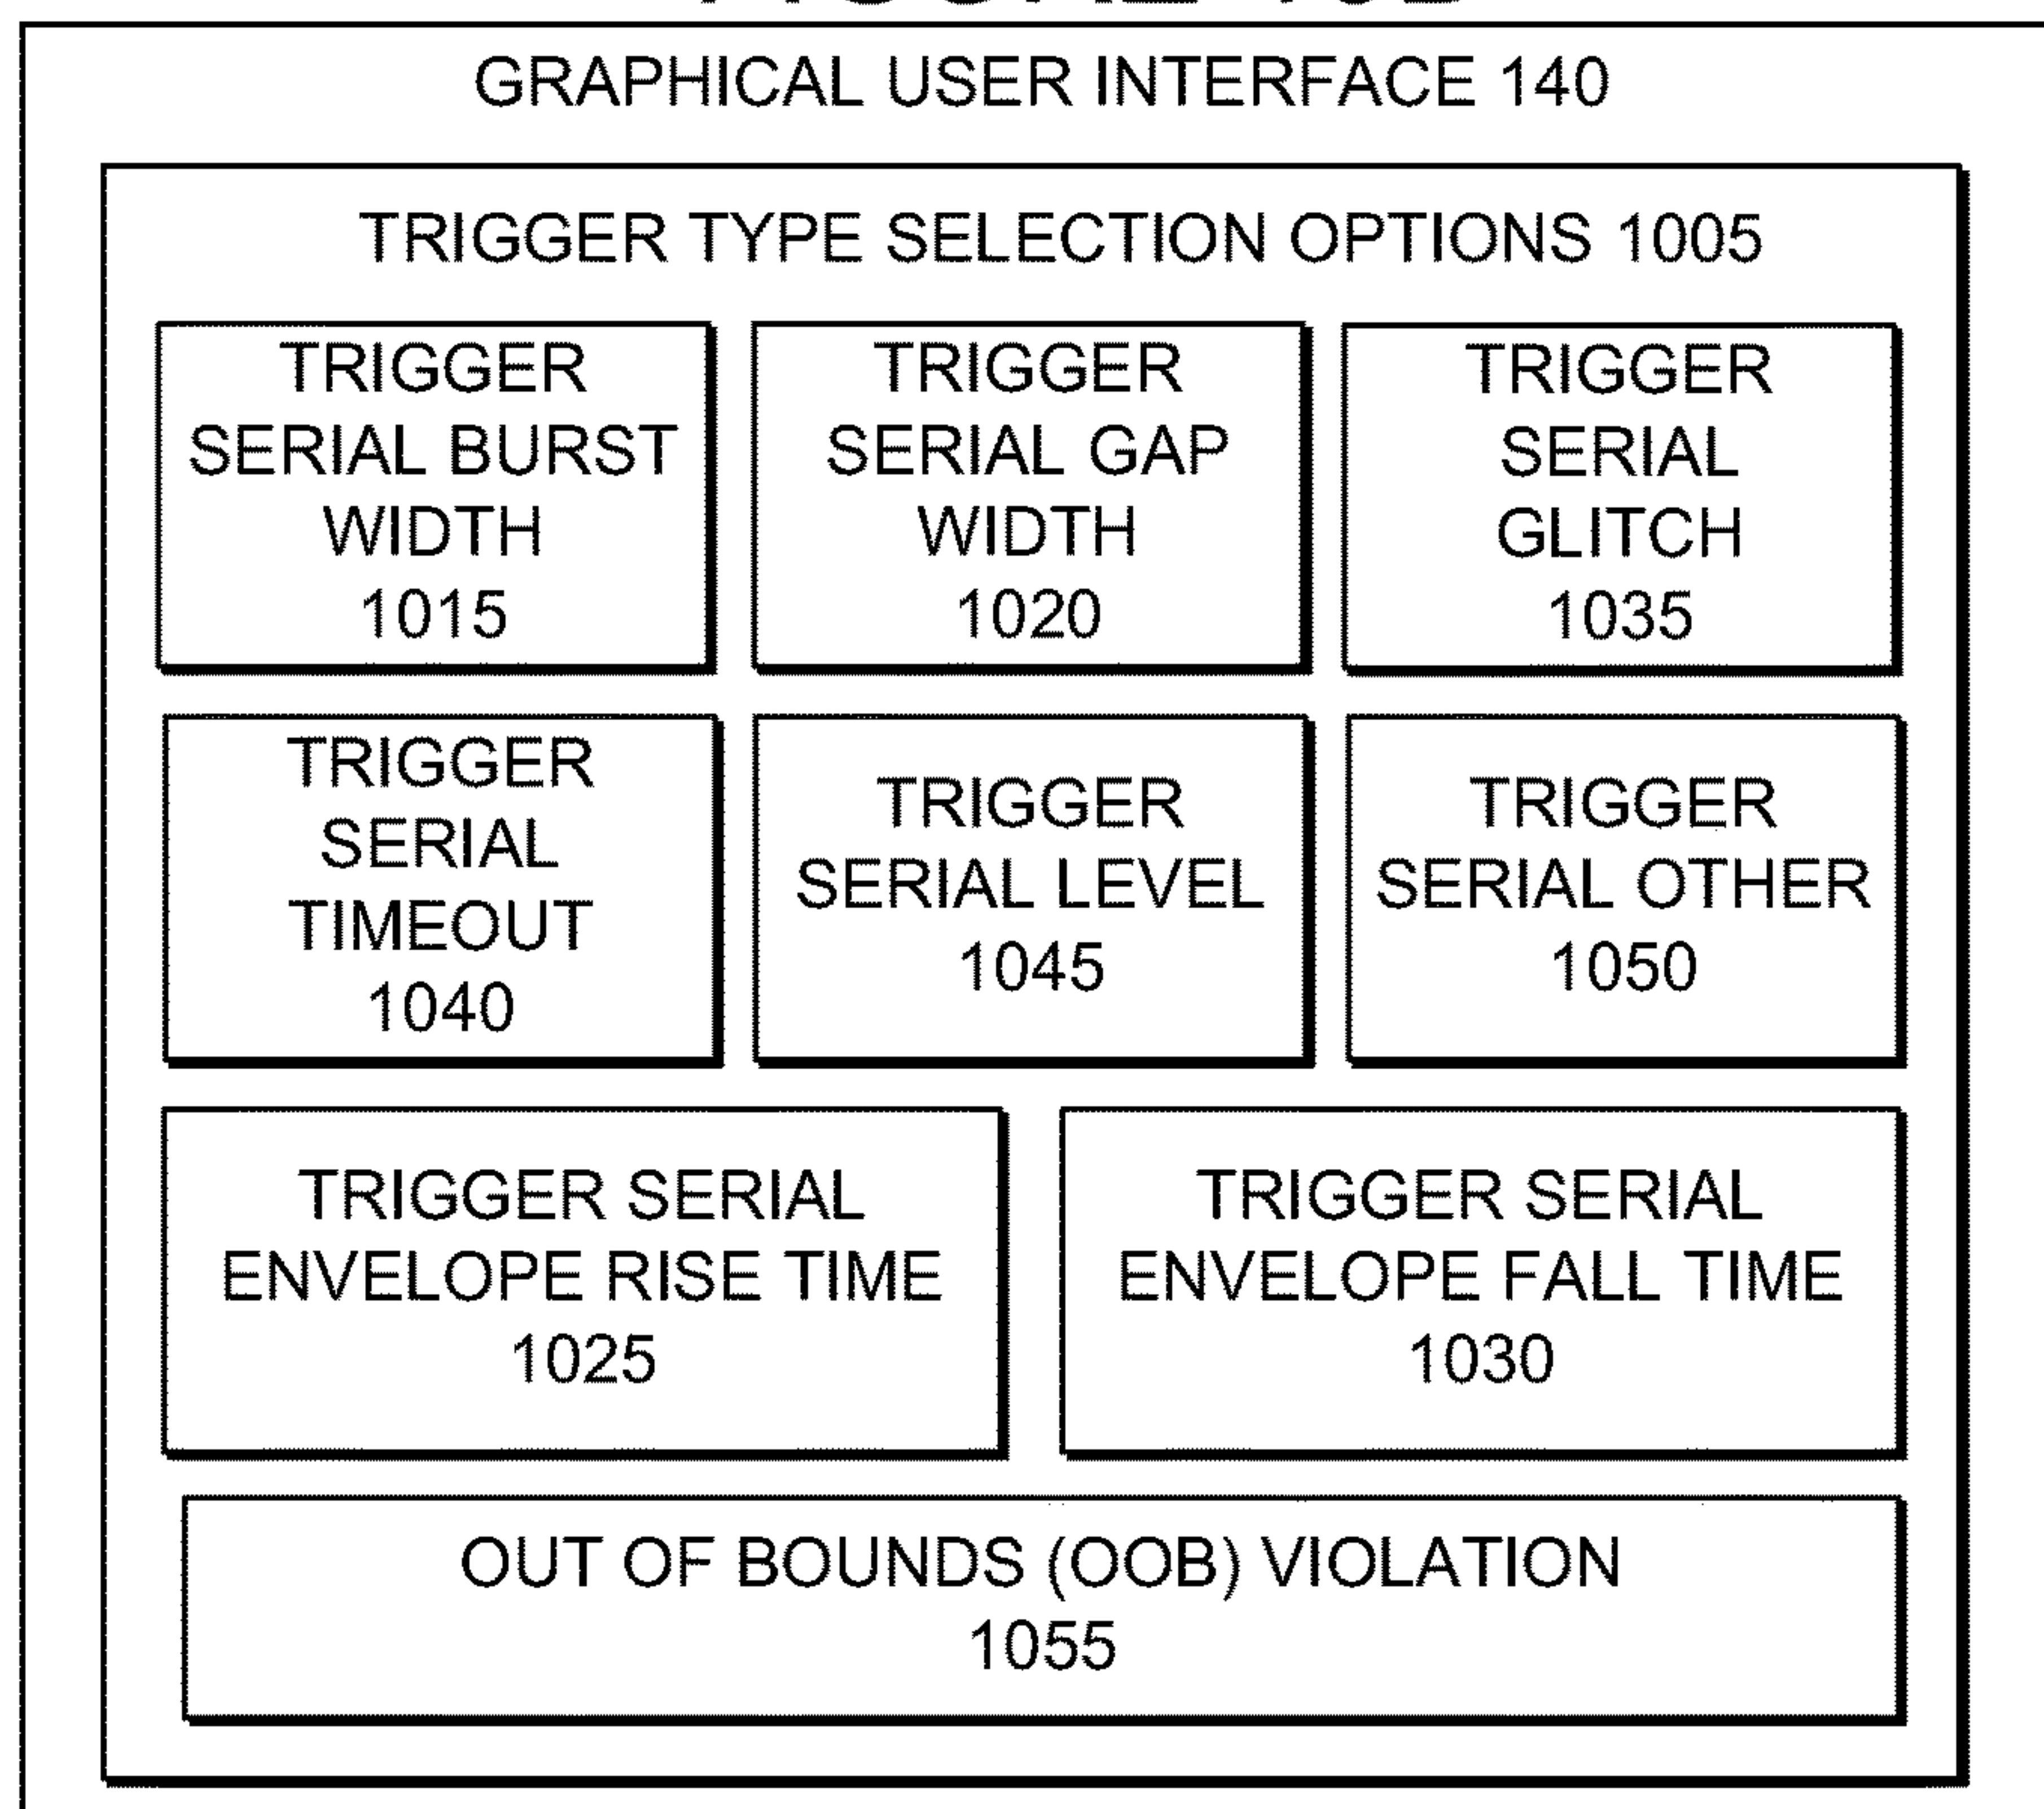 GRAPHICAL USER INTERFACE 140
TRIGGER TYPE SELECTION OPTIONS 1005
TRIGGER
SERIAL BURST
WIDTH
1015
TRIGGER
SERIAL GAP
WIDTH
1020
TRIGGER
SERIAL
GLITCH
1035
TRIGGER
SERIAL
TIMEOUT
1040
TRIGGER
SERIAL LEVEL
1045
TRIGGER
SERIAL OTHER
1050
TRIGGER SERIAL
ENVELOPE RISE TIME
1025
TRIGGER SERIAL
ENVELOPE FALL TIME
1030
OUT OF BOUNDS (OOB) VIOLATION
1055